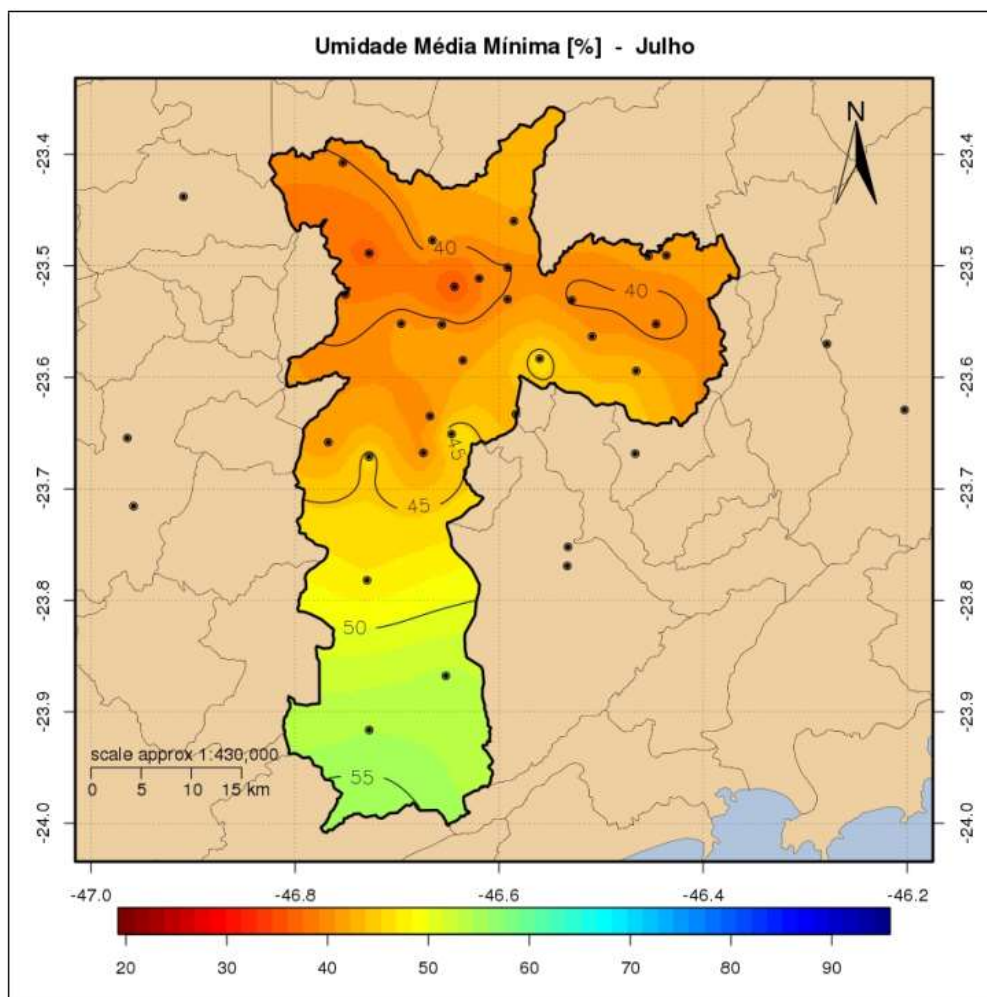 Umidade Média Mínima [%] - Julho
N
-23.4 -23.4
40
-23.5 -23.5
40
-23.6 -23.6
45
-23.7 45 -23.7
-23.8 -23.8
50
-23.9 -23.9
scale approx 1:430,000
55
0 5 10 15 km
-24.0 -24.0
-47.0 -46.8 -46.6 -46.4 -46.2
20 30 40 50 60 70 80 90